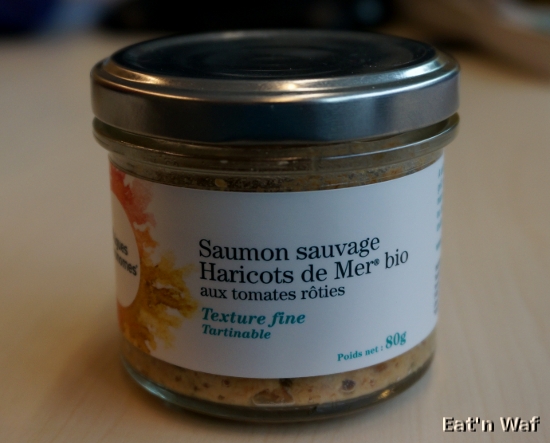 Saumon sauvage
Haricots de Mer® bio
aux tomates rôties
Texture fine
Tartinable
Poids net : 80g
Eat'n Waf